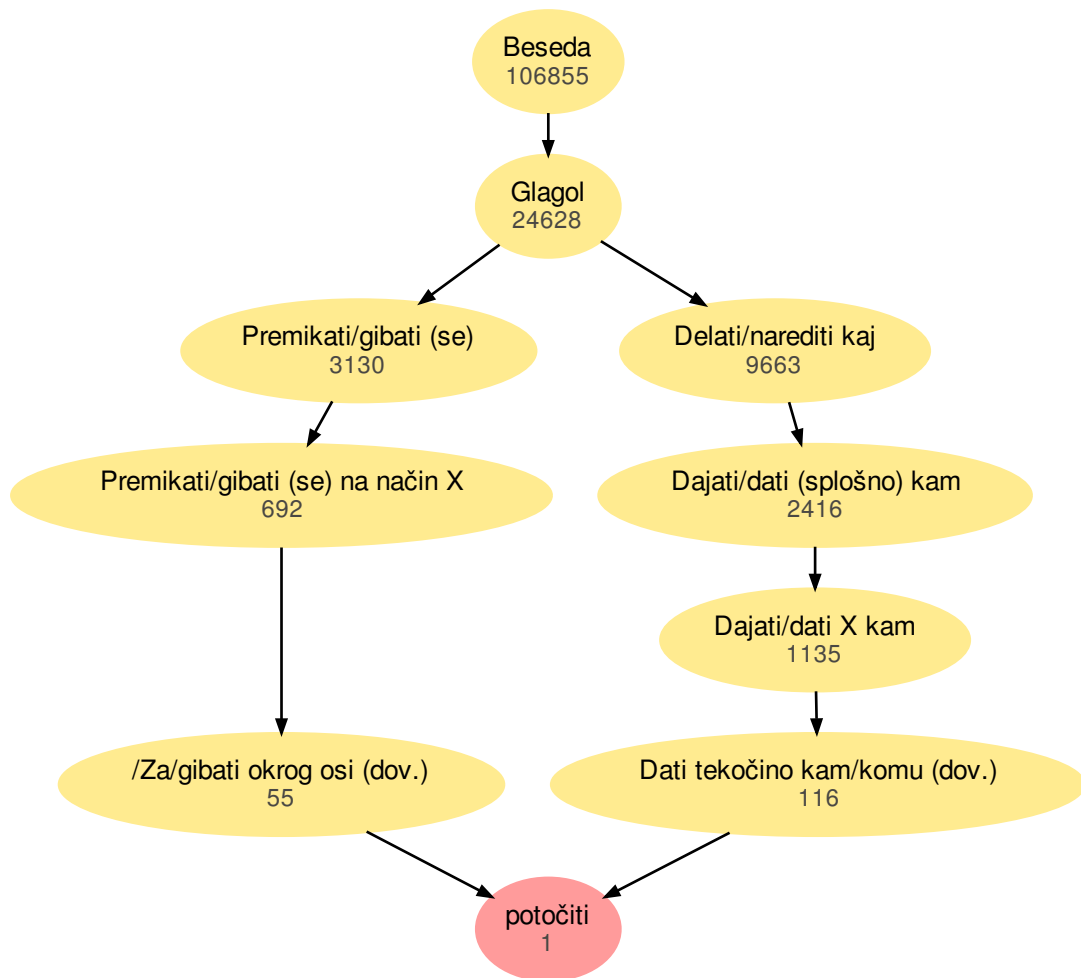 Beseda
106855
Glagol
24628
Premikati/gibati (se)
3130
Delati/narediti kaj
9663
Premikati/gibati (se) na način X
692
Dajati/dati (splošno) kam
2416
Dajati/dati X kam
1135
/Za/gibati okrog osi (dov.)
55
Dati tekočino kam/komu (dov.)
116
potočiti
1